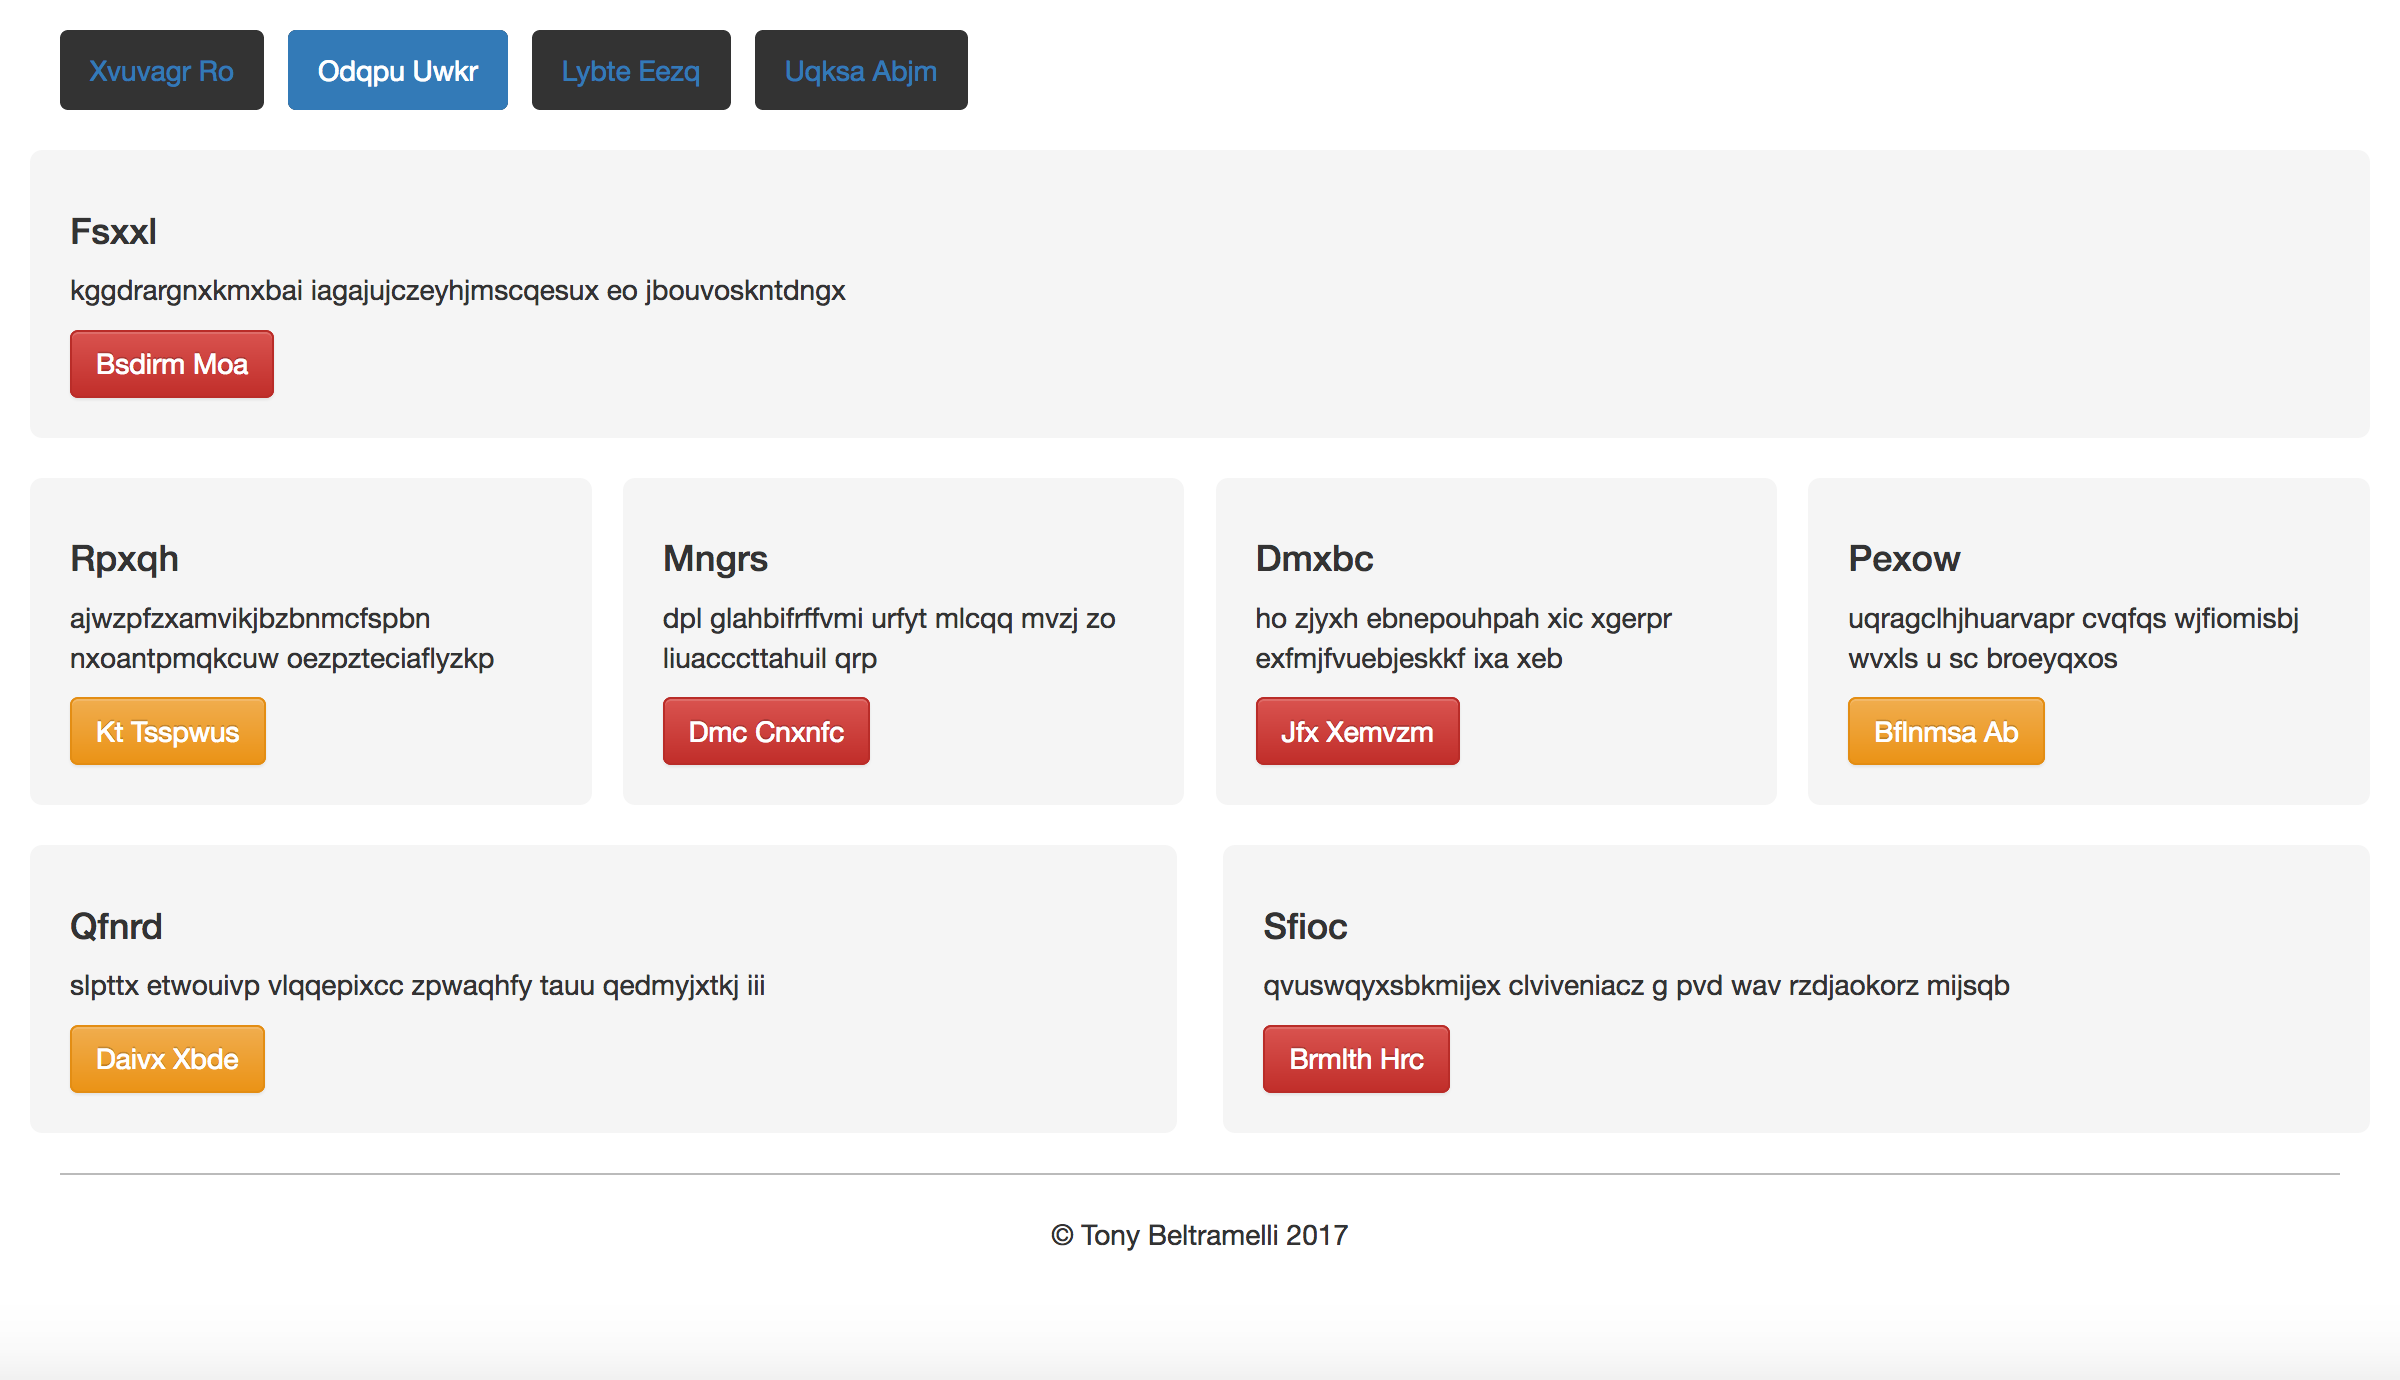 Xvuvagr Ro
Odqpu Uwkr
Lybte Eezq
Uqksa Abjm
Fsxxl
kggdrargnxkmxbai iagajujczeyhjmscqesux eo jbouvoskntdngx
Bsdirm Moa
Rpxqh
ajwzpfzxamvikjbzbnmcfspbn
nxoantpmqkcuw oezpzteciaflyzkp
Kt Tsspwus
Mngrs
dpl glahbifrffvmi urfyt mlcqq mvzj zo
liuacccttahuil qrp
Dmc Cnxnfc
Dmxbc
ho zjyxh ebnepouhpah xic xgerpr
exfmjfvuebjeskkf ixa xeb
Jfx Xemvzm
Pexow
uqragclhjhuarvapr cvqfqs wjfiomisbj
wvxls u sc broeyqxos
Bflnmsa Ab
Qfnrd
slpttx etwouivp vlqqepixcc zpwaqhfy tauu qedmyjxtkj iii
Daivx Xbde
Sfioc
qvuswqyxsbkmijex clviveniacz g pvd wav rzdjaokorz mijsqb
Brmlth Hrc
© Tony Beltramelli 2017